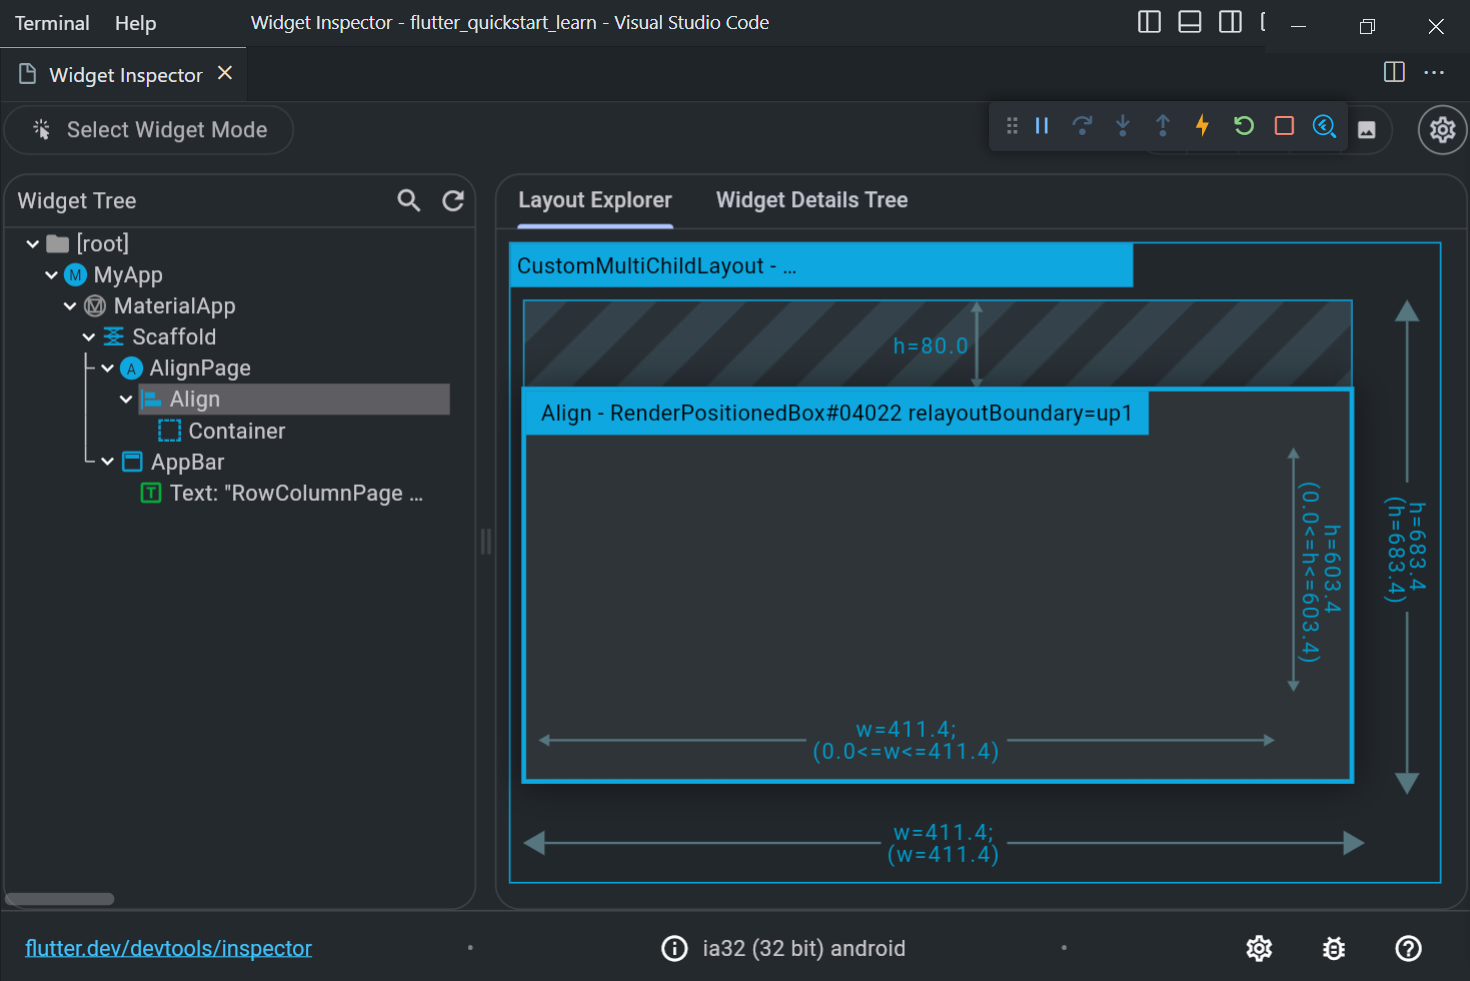 Terminal Help Widget Inspector - flutter_quickstart_learn - Visual Studio Code
Widget Inspector
Select Widget Mode
Widget Tree
[root]
M MyApp
MaterialApp
Scaffold
A AlignPage
Align
Container
AppBar
T Text: "RowColumnPage ...
Layout Explorer Widget Details Tree
CustomMultiChildLayout - ...
h=80.0
Align - RenderPositionedBox#04022 relayoutBoundary=up1
h=603.4
(0.0<=h<=603.4)
w=411.4;
(0.0<=w<=411.4)
h=683.4
(h=683.4)
w=411.4;
(w=411.4)
flutter.dev/devtools/inspector
ia32 (32 bit) android